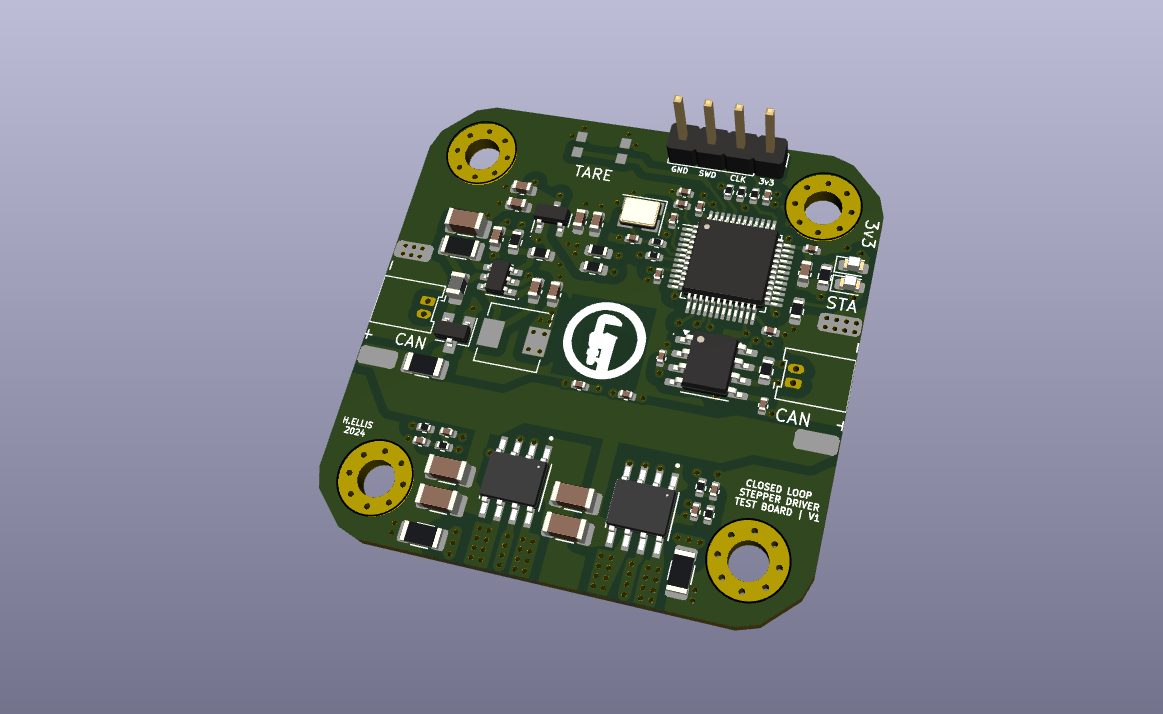 TARE
GND SWD CLK 3v3
3v3
STA
+
CAN
CAN
+
H.ELLIS
2024
CLOSED LOOP
STEPPER DRIVER
TEST BOARD | V1